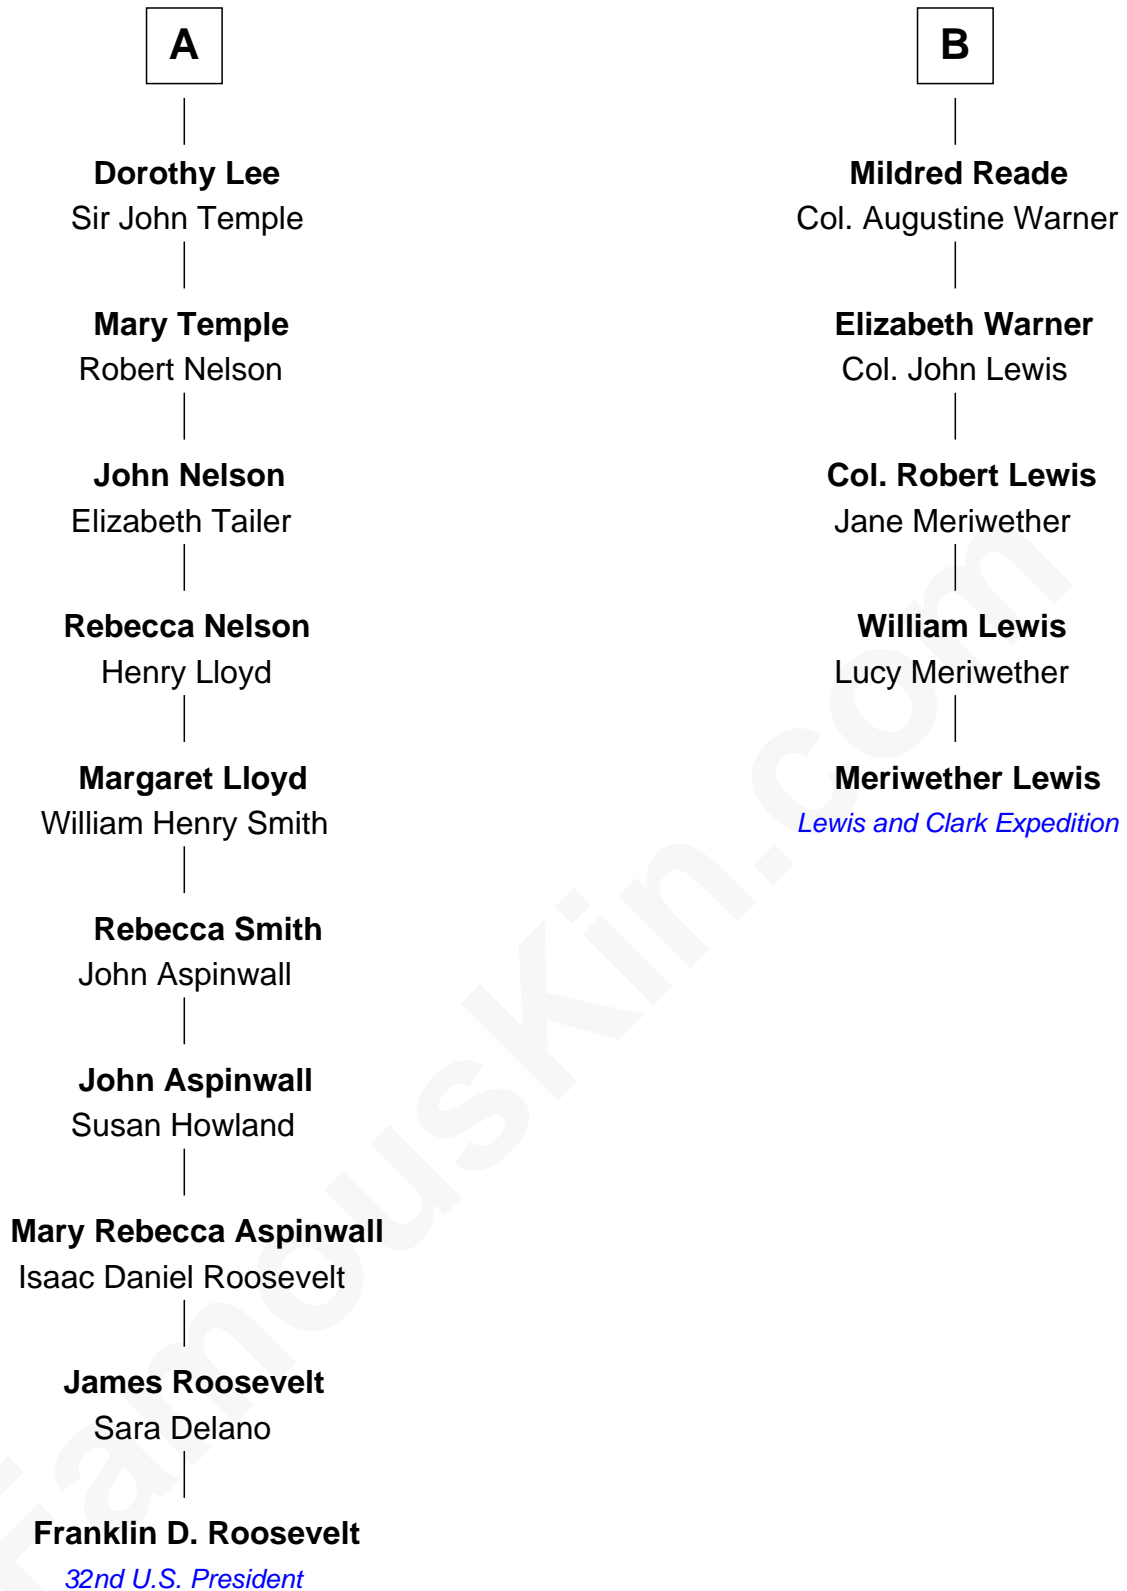 A
Dorothy Lee
Sir John Temple
Mary Temple
Robert Nelson
John Nelson
Elizabeth Tailer
Rebecca Nelson
Henry Lloyd
Margaret Lloyd
William Henry Smith
Rebecca Smith
John Aspinwall
John Aspinwall
Susan Howland
Mary Rebecca Aspinwall
Isaac Daniel Roosevelt
James Roosevelt
Sara Delano
Franklin D. Roosevelt
32nd U.S. President
B
Mildred Reade
Col. Augustine Warner
Elizabeth Warner
Col. John Lewis
Col. Robert Lewis
Jane Meriwether
William Lewis
Lucy Meriwether
Meriwether Lewis
Lewis and Clark Expedition
FamousKin.com